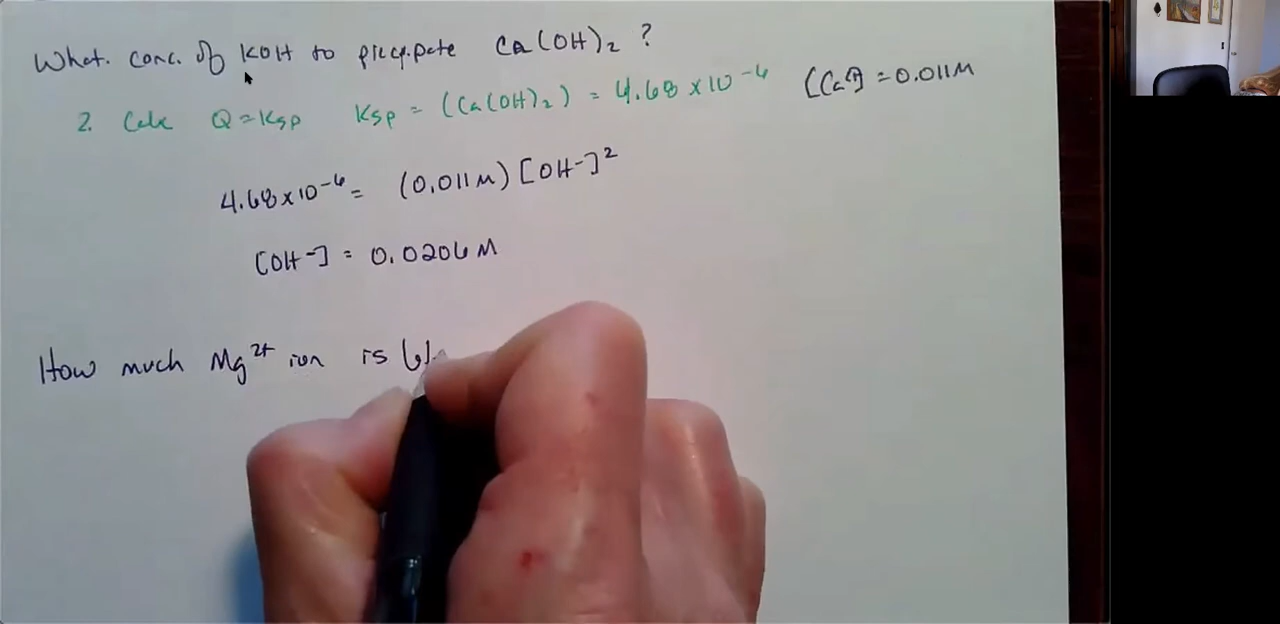 What. conc. of KOH to precipate Ca(OH)₂ ?
2. Calc Q=Ksp Ksp = (Ca(OH)₂) = 4.68 x 10⁻⁶ [Ca²⁺] = 0.011M
4.68x10⁻⁶ = (0.011M) [OH⁻]²
[OH⁻] = 0.0206 M
How much Mg²⁺ ion is